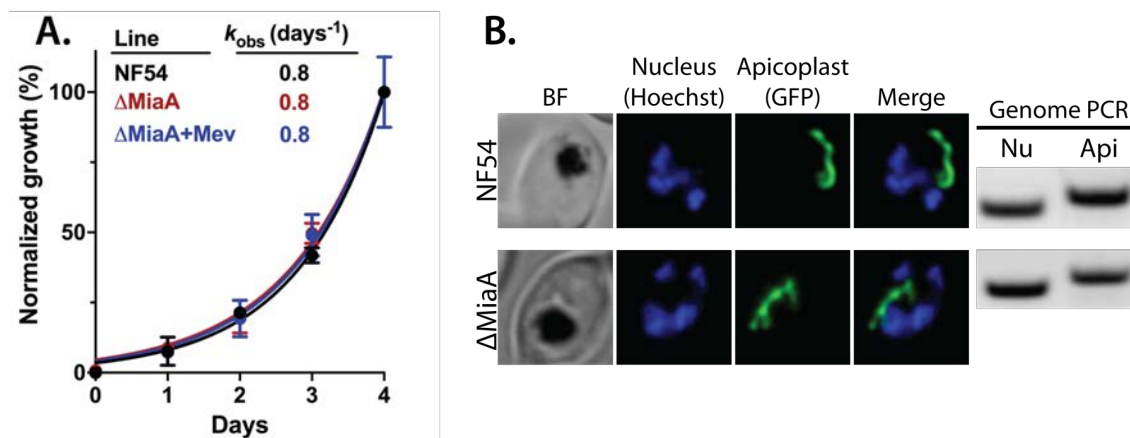 A.
Line kobs (days-1)
NF54 0.8
ΔMiaA 0.8
ΔMiaA+Mev 0.8
Normalized growth (%)
100
50
0
0 1 2 3 4
Days
B.
BF
Nucleus
(Hoechst)
Apicoplast
(GFP)
Merge
Genome PCR
Nu Api
NF54
ΔMiaA